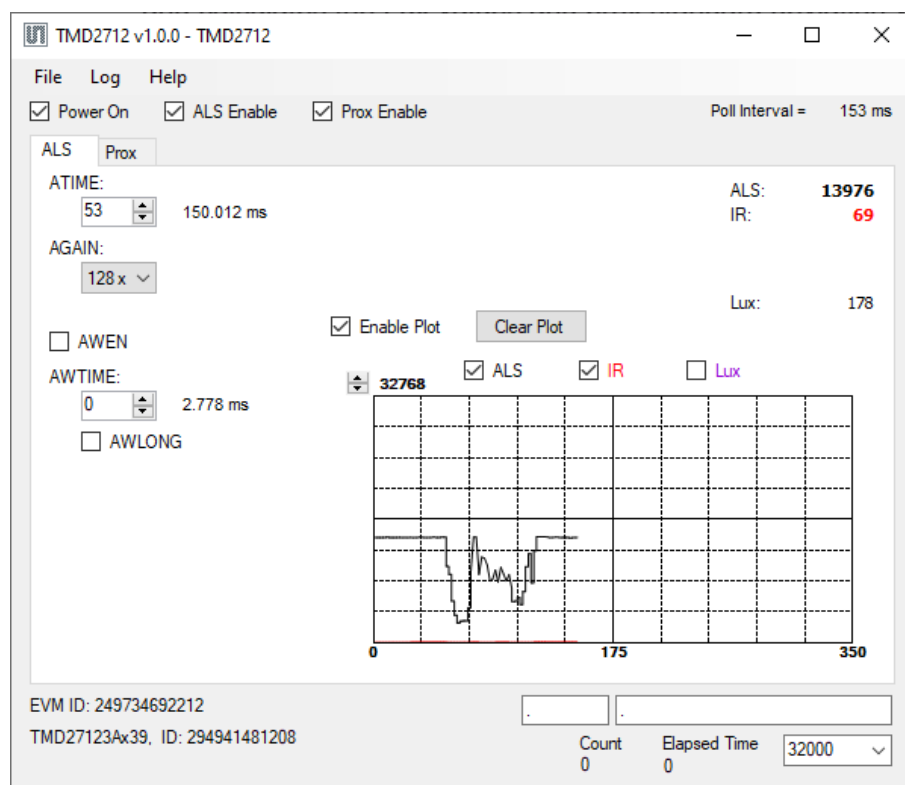 TMD2712 v1.0.0 - TMD2712
File Log Help
Power On ALS Enable Prox Enable Poll Interval = 153 ms
ALS Prox
ATIME:
53 150.012 ms
ALS: 13976
IR: 69
AGAIN:
128 x
Lux: 178
Enable Plot Clear Plot
AWEN
ALS IR Lux
AWTIME:
32768
0 2.778 ms
AWLONG
0 175 350
EVM ID: 249734692212
. .
TMD27123Ax39, ID: 294941481208
Count Elapsed Time 32000
0 0